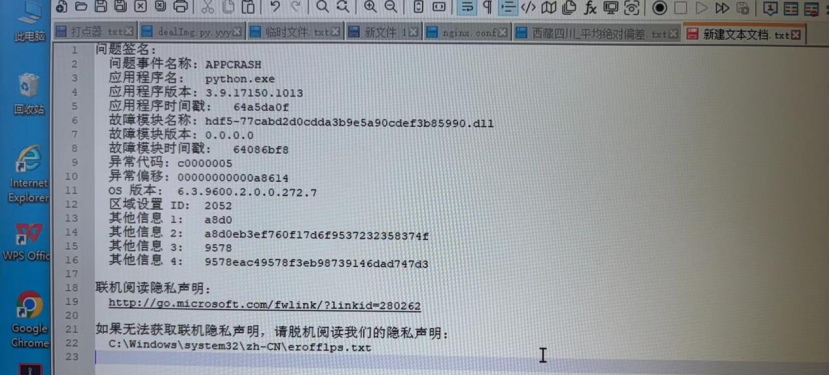 此电脑
回收站
Internet
Explorer
WPS Offic
Google
Chrome
打点器 txt
dealImg.py.yyy
临时文件.txt
新文件 1
nginx.conf
西藏四川_平均绝对偏差 txt
新建文本文档.txt
1 问题签名:
2 问题事件名称: APPCRASH
3 应用程序名: python.exe
4 应用程序版本: 3.9.17150.1013
5 应用程序时间戳: 64a5da0f
6 故障模块名称: hdf5-77cabd2d0cdda3b9e5a90cdef3b85990.dll
7 故障模块版本: 0.0.0.0
8 故障模块时间戳: 64086bf8
9 异常代码: c0000005
10 异常偏移: 00000000000a8614
11 OS 版本: 6.3.9600.2.0.0.272.7
12 区域设置 ID: 2052
13 其他信息 1: a8d0
14 其他信息 2: a8d0eb3ef760f17d6f9537232358374f
15 其他信息 3: 9578
16 其他信息 4: 9578eac49578f3eb98739146dad747d3
17
18 联机阅读隐私声明:
19 http://go.microsoft.com/fwlink/?linkid=280262
20
21 如果无法获取联机隐私声明，请脱机阅读我们的隐私声明:
22 C:\Windows\system32\zh-CN\erofflps.txt
23